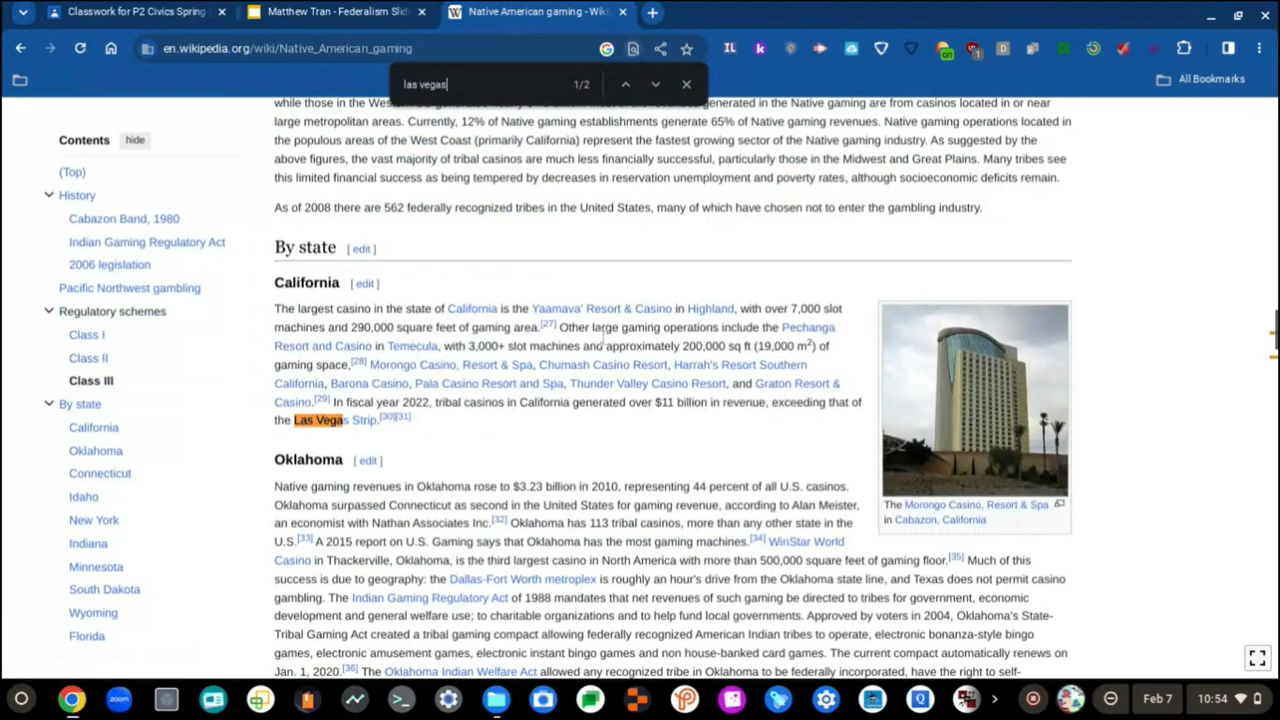 Classwork for P2 Civics Spring
Matthew Tran - Federalism Slid
Native American gaming - Wiki
en.wikipedia.org/wiki/Native_American_gaming
All Bookmarks
las vegas
1/2
Contents
hide
(Top)
History
Cabazon Band, 1980
Indian Gaming Regulatory Act
2006 legislation
Pacific Northwest gambling
Regulatory schemes
Class I
Class II
Class III
By state
California
Oklahoma
Connecticut
Idaho
New York
Indiana
Minnesota
South Dakota
Wyoming
Florida
while those in the generated in the Native gaming are from casinos located in or near
large metropolitan areas. Currently, 12% of Native gaming establishments generate 65% of Native gaming revenues. Native gaming operations located in
the populous areas of the West Coast (primarily California) represent the fastest growing sector of the Native gaming industry. As suggested by the
above figures, the vast majority of tribal casinos are much less financially successful, particularly those in the Midwest and Great Plains. Many tribes see
this limited financial success as being tempered by decreases in reservation unemployment and poverty rates, although socioeconomic deficits remain.
As of 2008 there are 562 federally recognized tribes in the United States, many of which have chosen not to enter the gambling industry.
By state [ edit ]
California [ edit ]
The largest casino in the state of California is the Yaamava' Resort & Casino in Highland, with over 7,000 slot
machines and 290,000 square feet of gaming area.[27] Other large gaming operations include the Pechanga
Resort and Casino in Temecula, with 3,000+ slot machines and approximately 200,000 sq ft (19,000 m2) of
gaming space,[28] Morongo Casino, Resort & Spa, Chumash Casino Resort, Harrah's Resort Southern
California, Barona Casino, Pala Casino Resort and Spa, Thunder Valley Casino Resort, and Graton Resort &
Casino.[29] In fiscal year 2022, tribal casinos in California generated over $11 billion in revenue, exceeding that of
the Las Vegas Strip.[30][31]
The Morongo Casino, Resort & Spa
in Cabazon, California
Oklahoma [ edit ]
Native gaming revenues in Oklahoma rose to $3.23 billion in 2010, representing 44 percent of all U.S. casinos.
Oklahoma surpassed Connecticut as second in the United States for gaming revenue, according to Alan Meister,
an economist with Nathan Associates Inc.[32] Oklahoma has 113 tribal casinos, more than any other state in the
U.S.[33] A 2015 report on U.S. Gaming says that Oklahoma has the most gaming machines.[34] WinStar World
Casino in Thackerville, Oklahoma, is the third largest casino in North America with more than 500,000 square feet of gaming floor.[35] Much of this
success is due to geography: the Dallas-Fort Worth metroplex is roughly an hour's drive from the Oklahoma state line, and Texas does not permit casino
gambling. The Indian Gaming Regulatory Act of 1988 mandates that net revenues of such gaming be directed to tribes for government, economic
development and general welfare use; to charitable organizations and to help fund local governments. Approved by voters in 2004, Oklahoma's State-
Tribal Gaming Act created a tribal gaming compact allowing federally recognized American Indian tribes to operate, electronic bonanza-style bingo
games, electronic amusement games, electronic instant bingo games and non house-banked card games. The current compact automatically renews on
Jan. 1, 2020.[36] The Oklahoma Indian Welfare Act allowed any recognized tribe in Oklahoma to be federally incorporated, have the right to self-
Feb 7
10:54